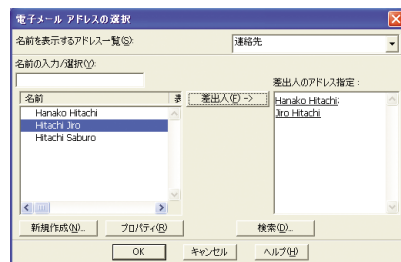 電子メール アドレスの選択
名前を表示するアドレス一覧(S):
連絡先
名前の入力/選択(Y):
差出人のアドレス指定:
名前
表
差出人(F) ->
Hanako Hitachi
Hitachi Jiro
Hitachi Saburo
Hanako Hitachi;
Jiro Hitachi
新規作成(N)...
プロパティ(R)
検索(D)...
OK
キャンセル
ヘルプ(H)